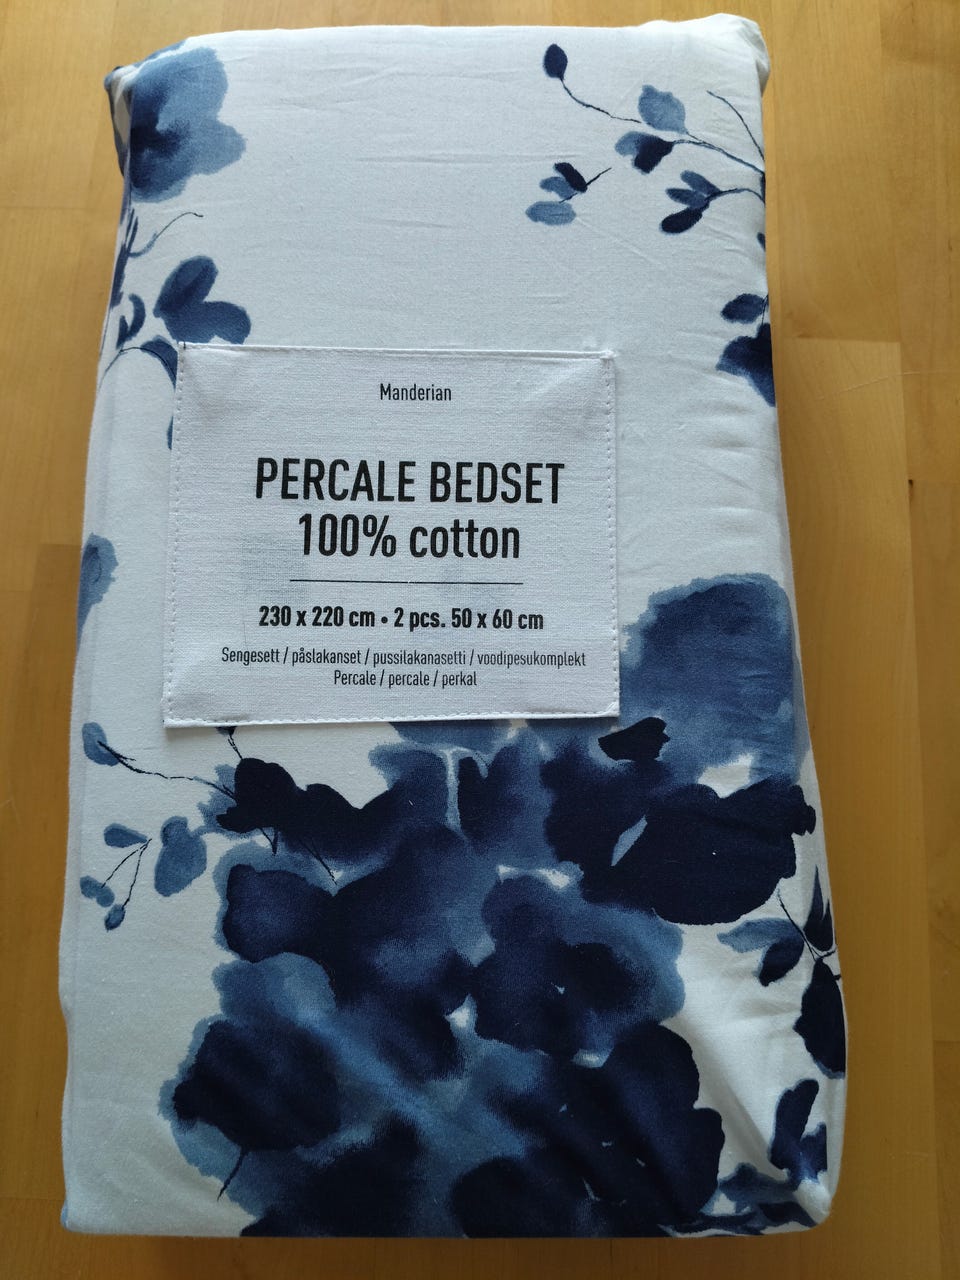 Manderian
PERCALE BEDSET
100% cotton
230 x 220 cm • 2 pcs. 50 x 60 cm
Sengesett / påslakanset / pussilakanasetti / voodipesukomplekt
Percale / percale / perkal